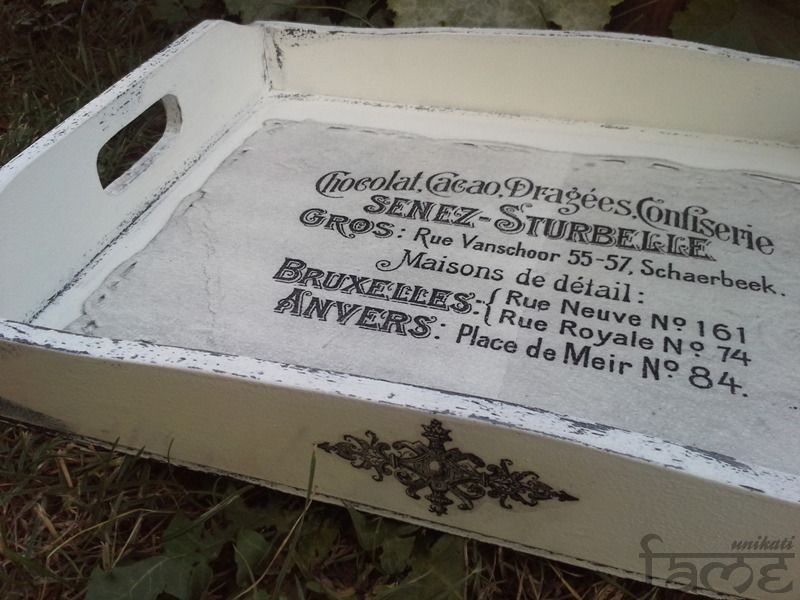 Chocolat, Cacao, Dragées, Confiserie
SENEZ-STURBELLE
GROS: Rue Vanschoor 55-57, Schaerbeek.
Maisons de détail:
BRUXELLES:{ Rue Neuve No 161
Rue Royale No 74
ANVERS: Place de Meir No 84.
unikati
fame